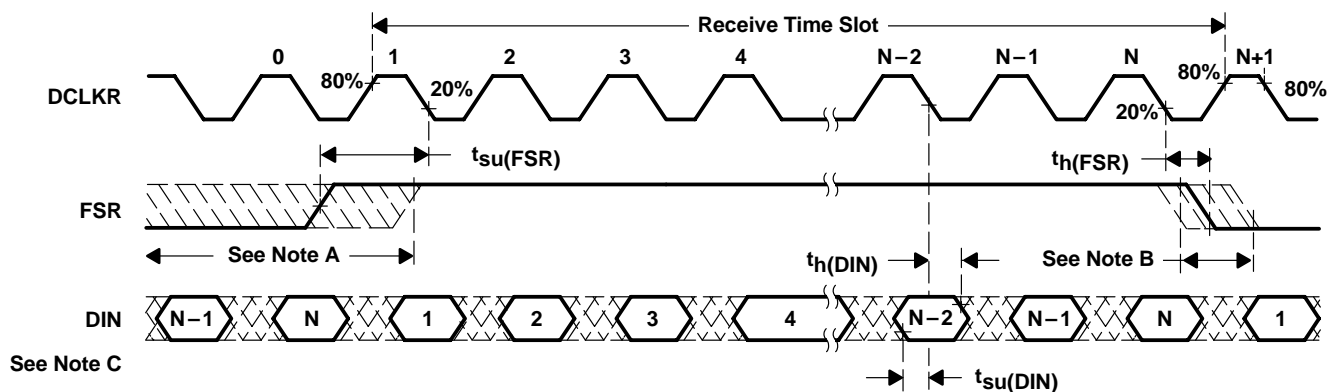 Receive Time Slot
0 1 2 3 4 N−2 N−1 N N+1
80% 20% 80% 80%
DCLKR
20%
tsu(FSR) th(FSR)
FSR
See Note A th(DIN) See Note B
DIN N−1 N 1 2 3 4 N−2 N−1 N 1
See Note C
tsu(DIN)